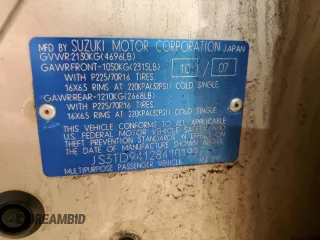 MFD BY SUZUKI MOTOR CORPORATION JAPAN
GVWR:2130KG(4696LB)
GAWR:FRONT-1050KG(2315LB) 10 / 07
WITH P225/70R16 TIRES
16X6.5 RIMS AT 220KPA(32PSI) COLD SINGLE
GAWR:REAR-1210KG(2668LB)
WITH P225/70R16 TIRES
16X6.5 RIMS AT 220KPA(32PSI) COLD SINGLE
THIS VEHICLE CONFORMS TO ALL APPLICABLE
U.S. FEDERAL MOTOR VEHICLE SAFETY AND
THEFT PREVENTION STANDARDS IN EFFECT ON
THE DATE OF MANUFACTURE SHOWN ABOVE.
MULTIPURPOSE PASSENGER VEHICLE
DREAMBID